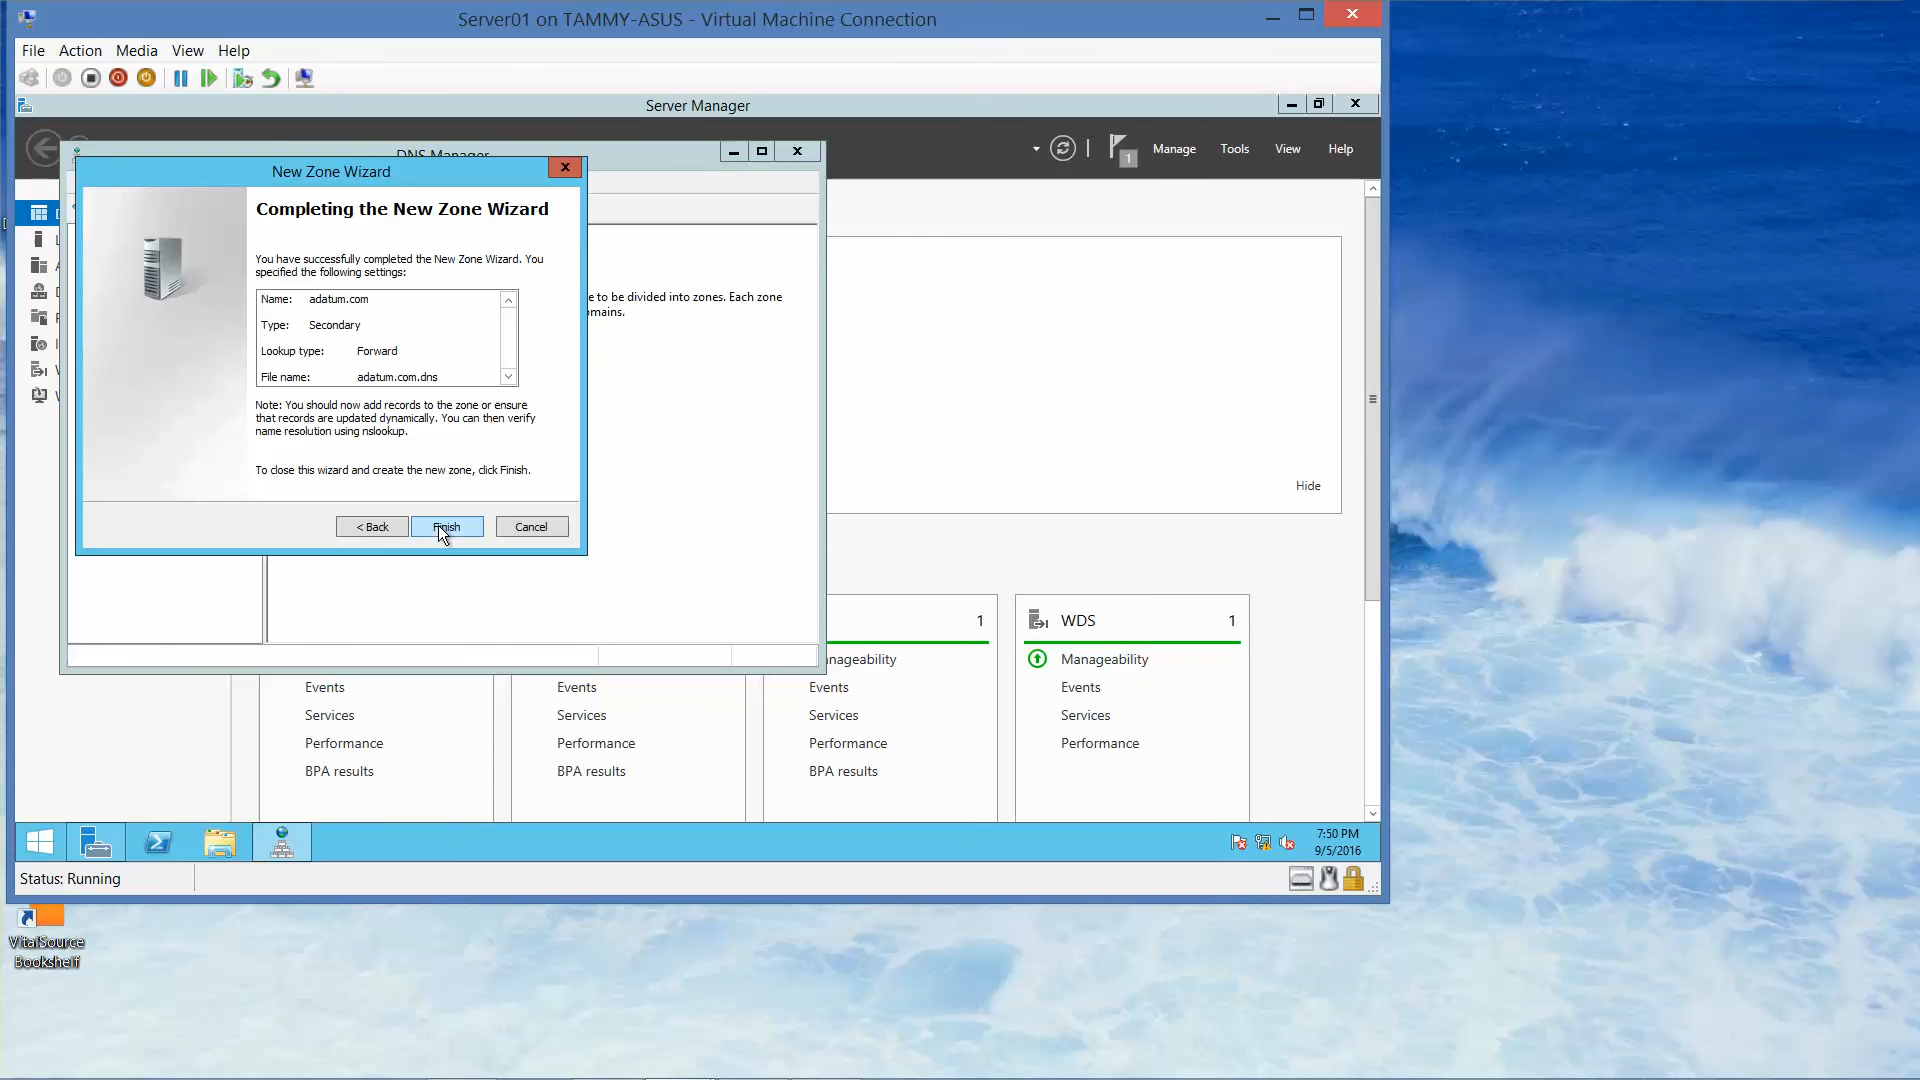 Server01 on TAMMY-ASUS - Virtual Machine Connection
File Action Media View Help
Server Manager
DNS Manager
1 Manage Tools View Help
New Zone Wizard
Completing the New Zone Wizard
You have successfully completed the New Zone Wizard. You
specified the following settings:
Name: adatum.com
Type: Secondary
Lookup type: Forward
File name: adatum.com.dns
Note: You should now add records to the zone or ensure
that records are updated dynamically. You can then verify
name resolution using nslookup.
To close this wizard and create the new zone, click Finish.
< Back Finish Cancel
e to be divided into zones. Each zone
mains.
Hide
1 WDS 1
nageability Manageability
Events Events Events Events
Services Services Services Services
Performance Performance Performance Performance
BPA results BPA results BPA results
7:50 PM
9/5/2016
Status: Running
VitalSource
Bookshelf